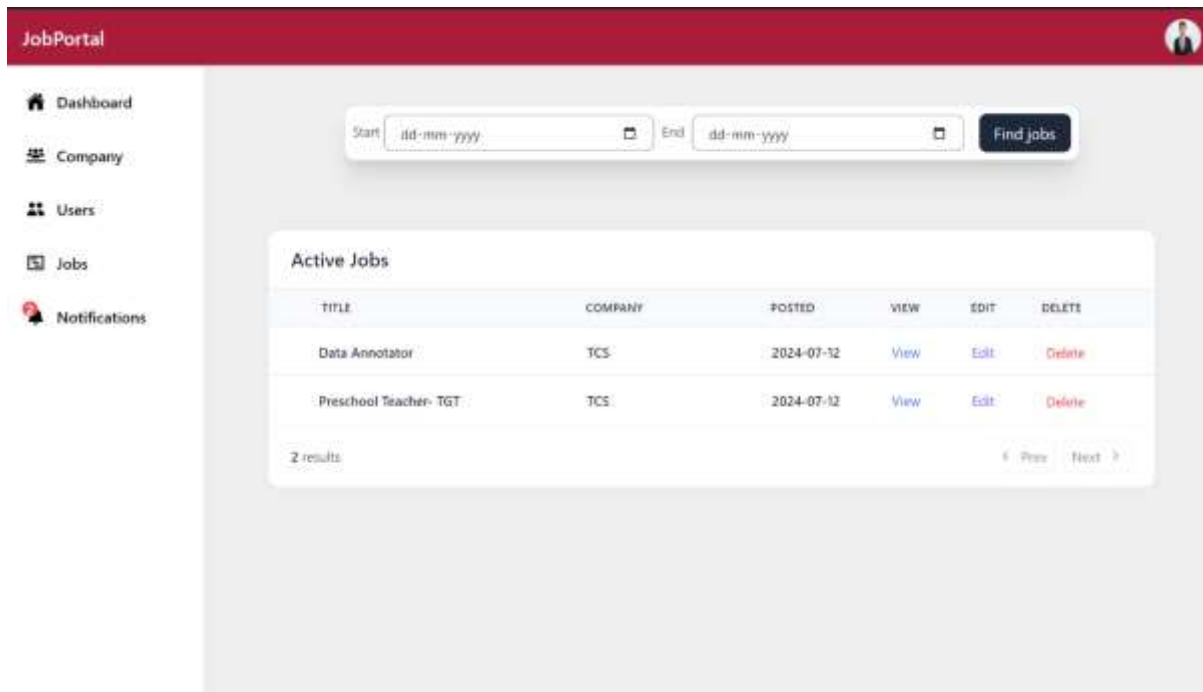 JobPortal
Dashboard
Company
Users
Jobs
Notifications
Start dd-mm-yyyy End dd-mm-yyyy Find jobs
Active Jobs
TITLE COMPANY POSTED VIEW EDIT DELETE
Data Annotator TCS 2024-07-12 View Edit Delete
Preschool Teacher- TGT TCS 2024-07-12 View Edit Delete
2 results Prev Next